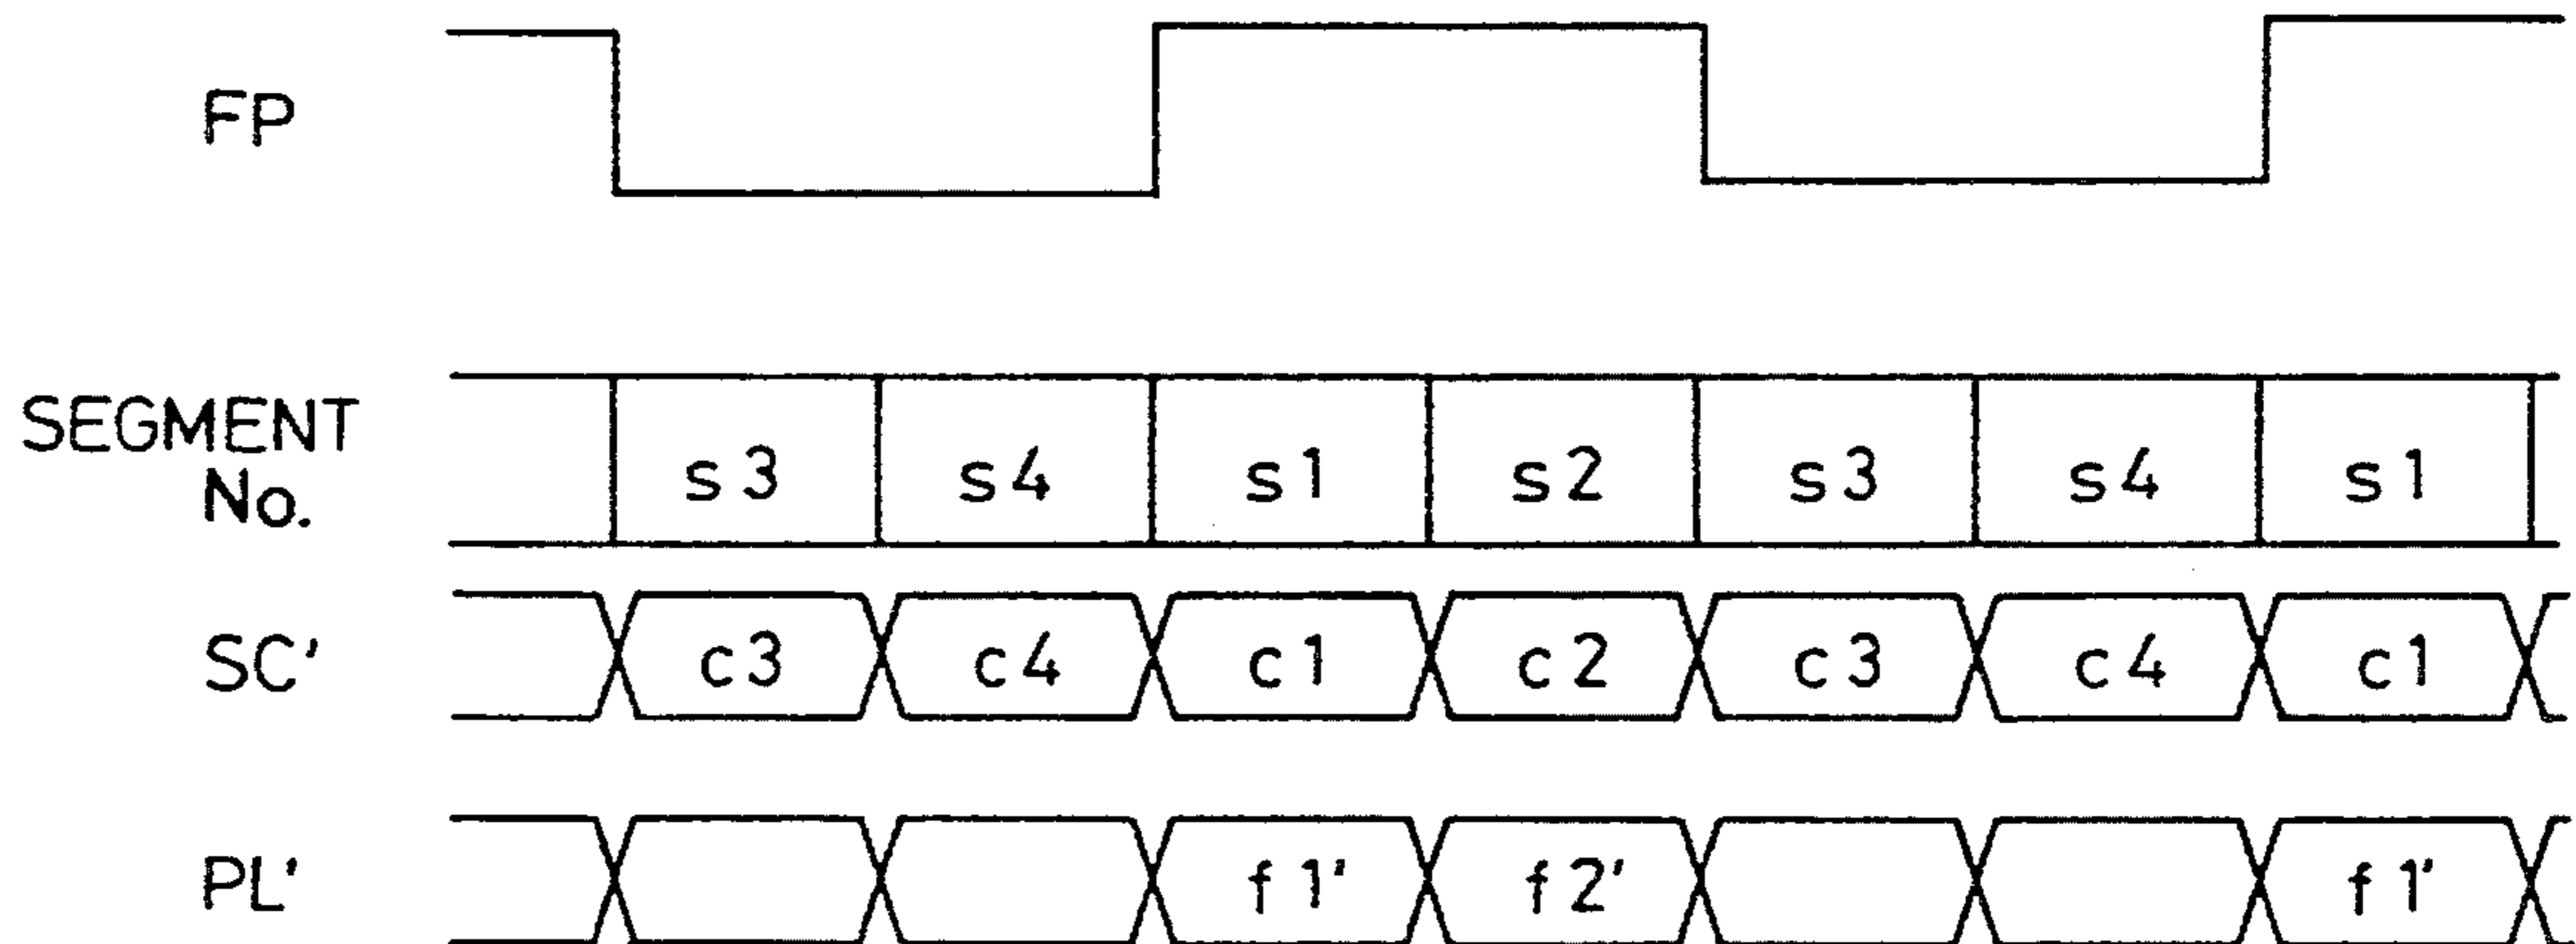 FP
SEGMENT
No.
s3 s4 s1 s2 s3 s4 s1
SC' c3 c4 c1 c2 c3 c4 c1
PL' f1' f2' f1'